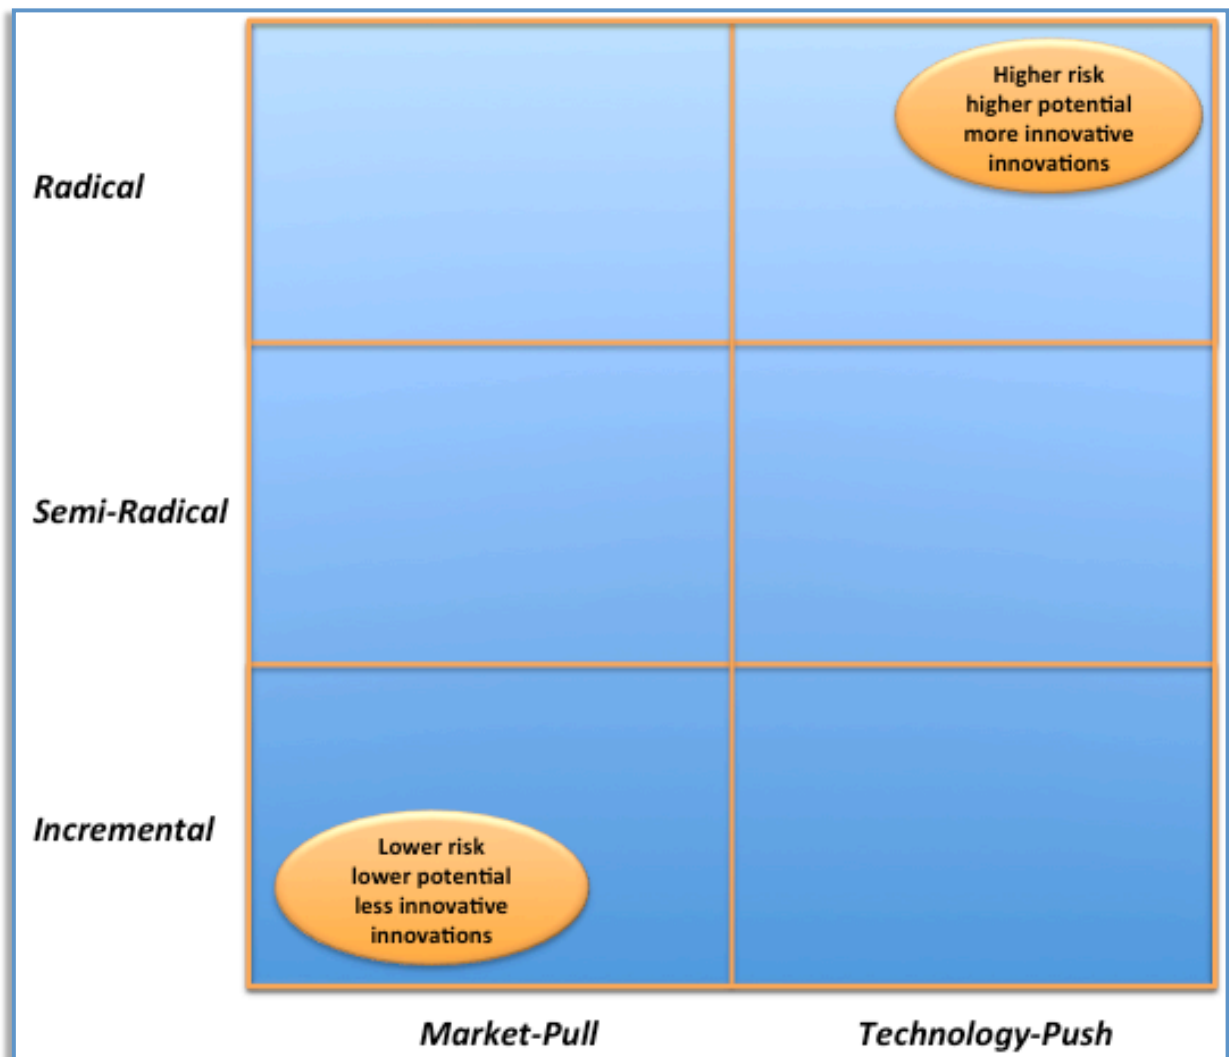 Higher risk
higher potential
more innovative
innovations
Radical
Semi-Radical
Incremental
Lower risk
lower potential
less innovative
innovations
Market-Pull
Technology-Push